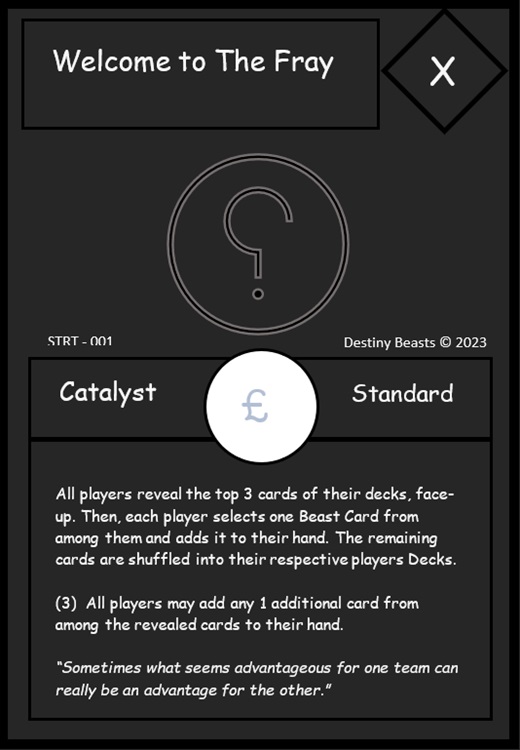 Welcome to The Fray
X
?
STRT - 001
Destiny Beasts © 2023
Catalyst
£
Standard
All players reveal the top 3 cards of their decks, face-
up. Then, each player selects one Beast Card from
among them and adds it to their hand. The remaining
cards are shuffled into their respective players Decks.
(3) All players may add any 1 additional card from
among the revealed cards to their hand.
"Sometimes what seems advantageous for one team can
really be an advantage for the other."